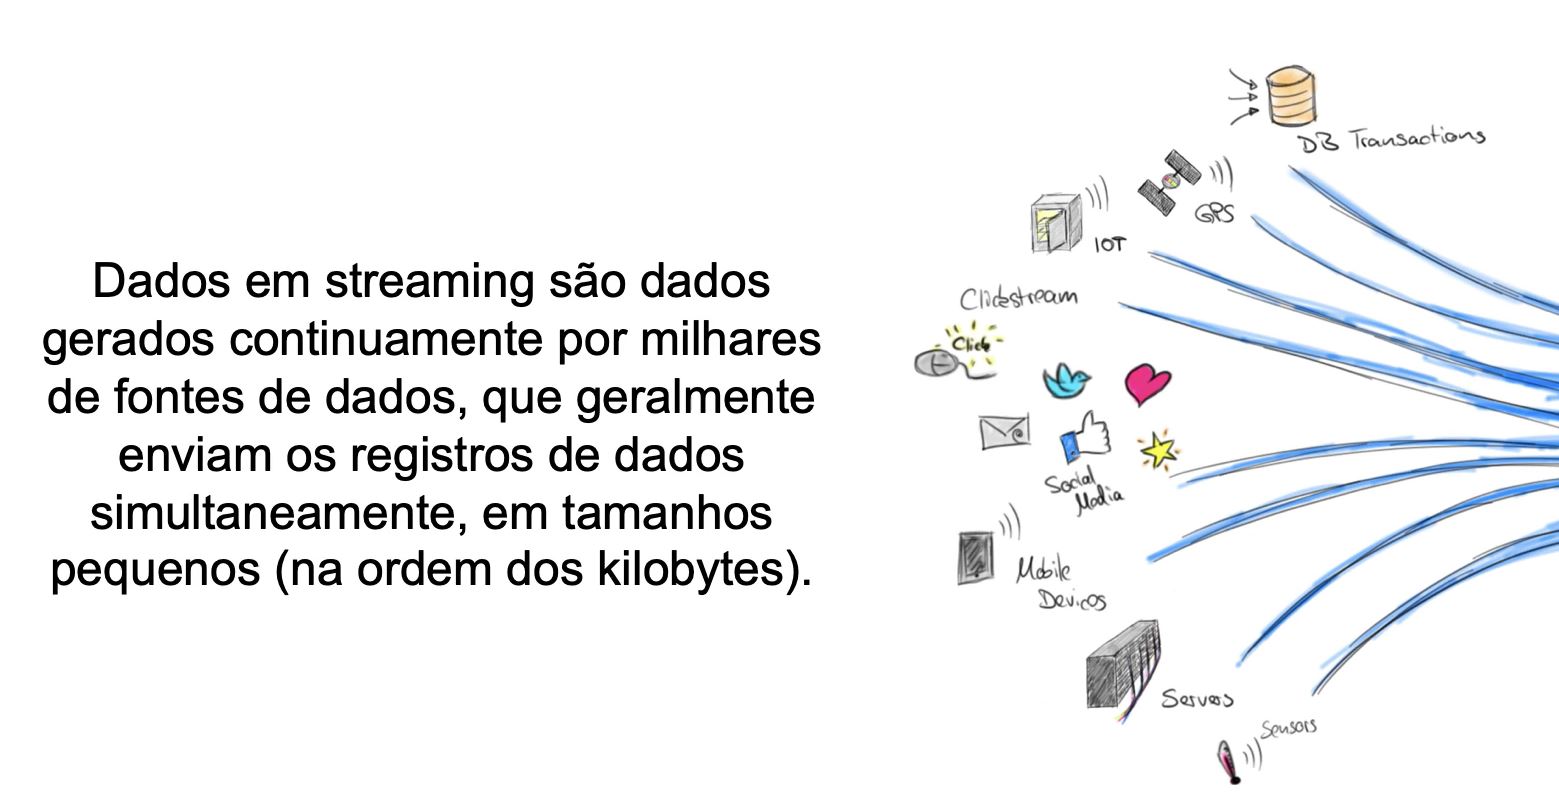 Dados em streaming são dados
gerados continuamente por milhares
de fontes de dados, que geralmente
enviam os registros de dados
simultaneamente, em tamanhos
pequenos (na ordem dos kilobytes).
DB Transactions
GPS
IOT
Clickstream
Click
Social
Media
Mobile
Devices
Servers
Sensors